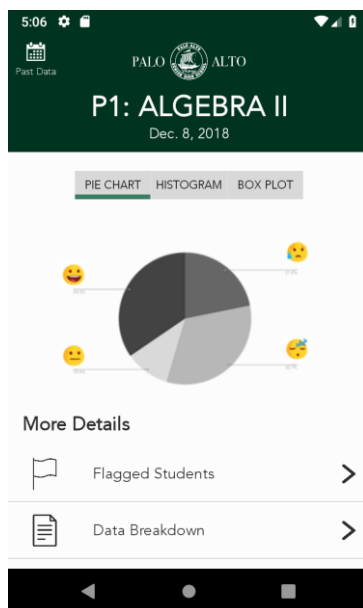 5:06
Past Data
PALO ALTO
P1: ALGEBRA II
Dec. 8, 2018
PIE CHART HISTOGRAM BOX PLOT
More Details
Flagged Students
Data Breakdown